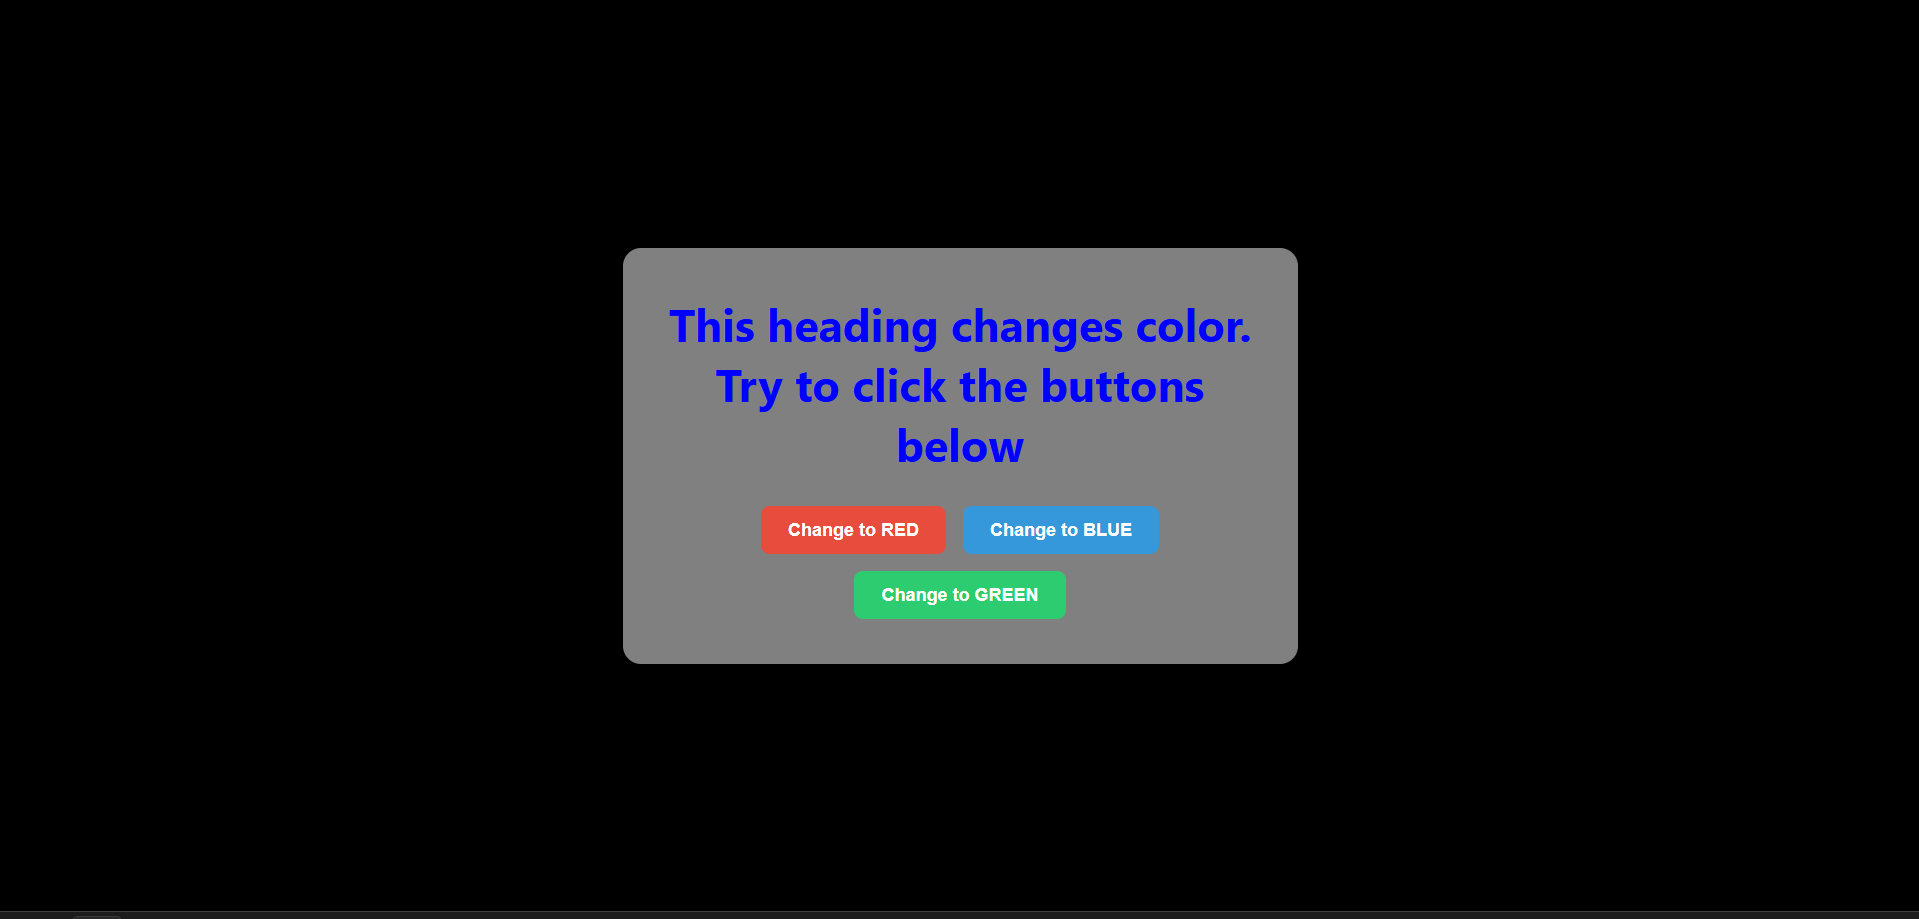 This heading changes color.
Try to click the buttons
below
Change to RED
Change to BLUE
Change to GREEN